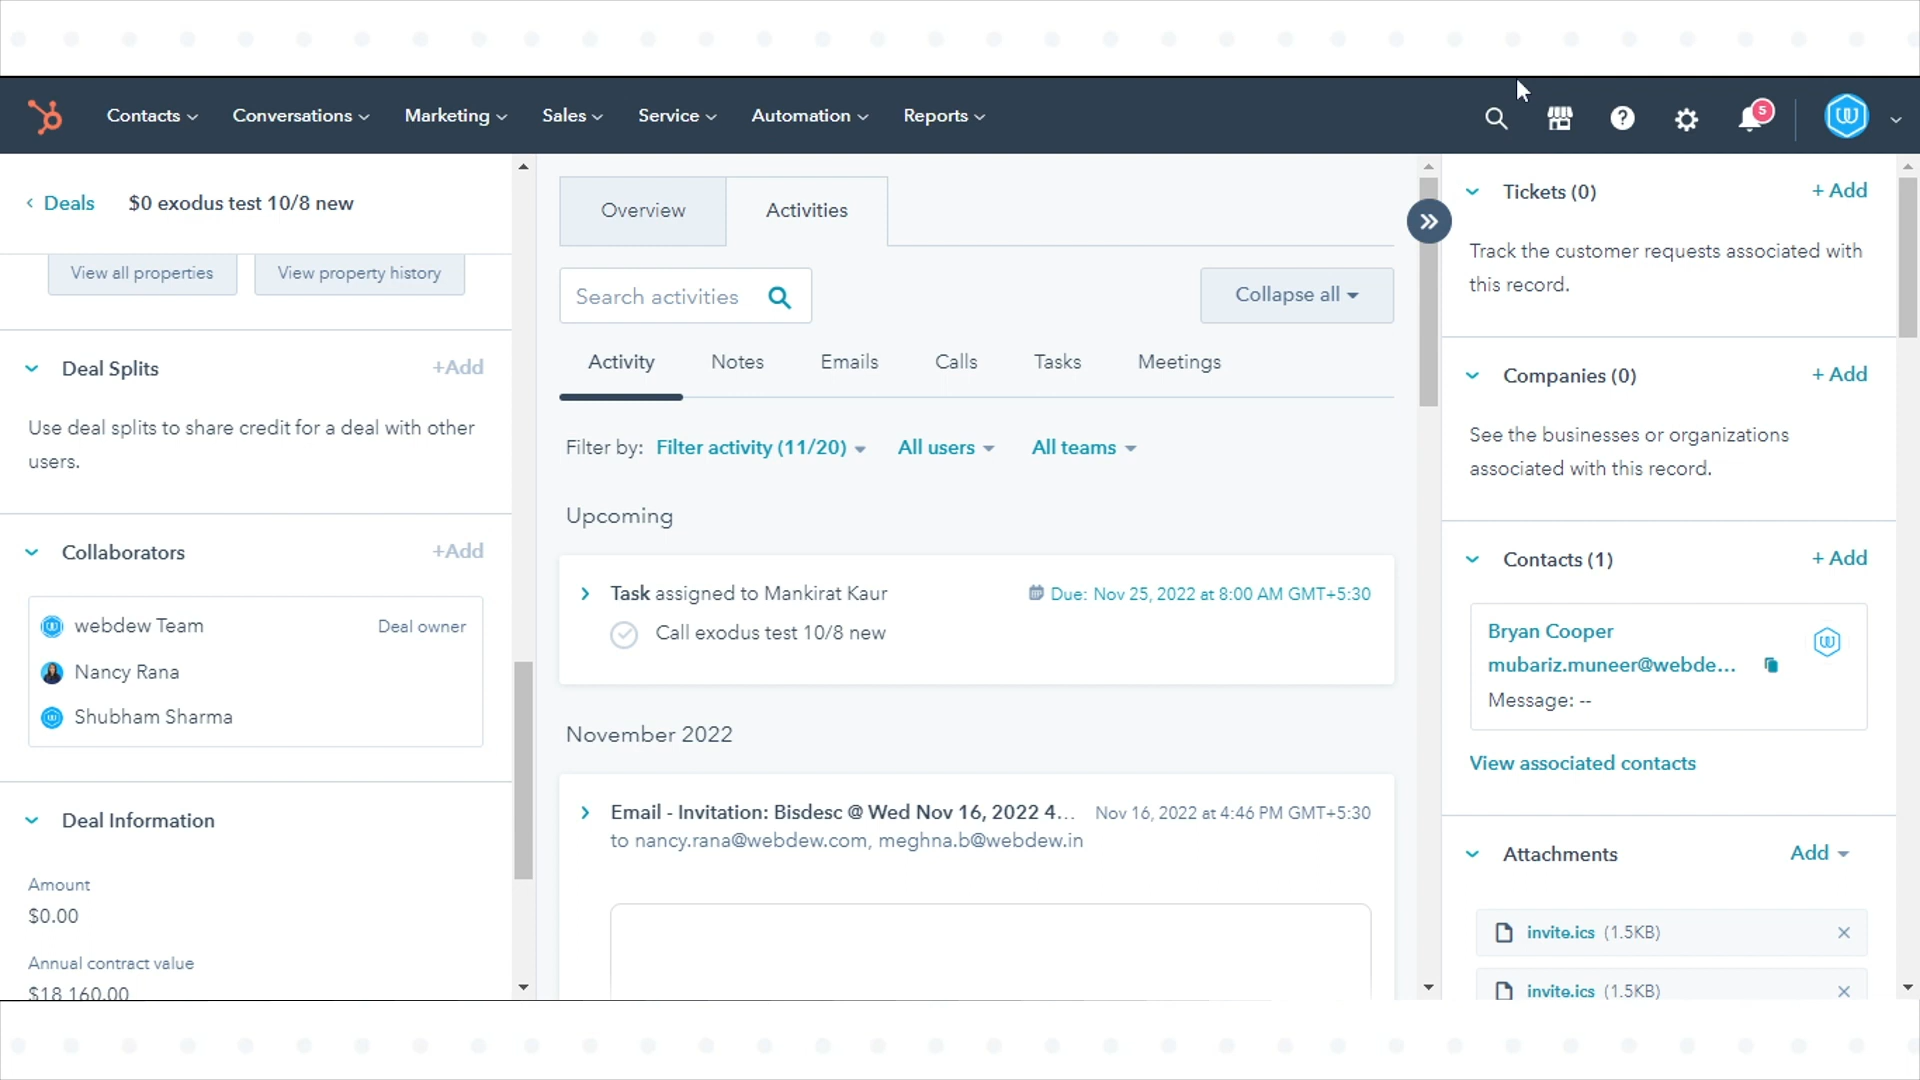 Contacts
Conversations
Marketing
Sales
Service
Automation
Reports
5
Deals
$0 exodus test 10/8 new
View all properties
View property history
Deal Splits
+Add
Use deal splits to share credit for a deal with other
users.
Collaborators
+Add
webdew Team
Deal owner
Nancy Rana
Shubham Sharma
Deal Information
Amount
$0.00
Annual contract value
$18,160.00
Overview
Activities
Search activities
Collapse all
Activity
Notes
Emails
Calls
Tasks
Meetings
Filter by:
Filter activity (11/20)
All users
All teams
Upcoming
Task assigned to Mankirat Kaur
Due: Nov 25, 2022 at 8:00 AM GMT+5:30
Call exodus test 10/8 new
November 2022
Email - Invitation: Bisdesc @ Wed Nov 16, 2022 4...
Nov 16, 2022 at 4:46 PM GMT+5:30
to nancy.rana@webdew.com, meghna.b@webdew.in
Tickets (0)
+ Add
Track the customer requests associated with
this record.
Companies (0)
+ Add
See the businesses or organizations
associated with this record.
Contacts (1)
+ Add
Bryan Cooper
mubariz.muneer@webde...
Message: --
View associated contacts
Attachments
Add
invite.ics (1.5KB)
invite.ics (1.5KB)